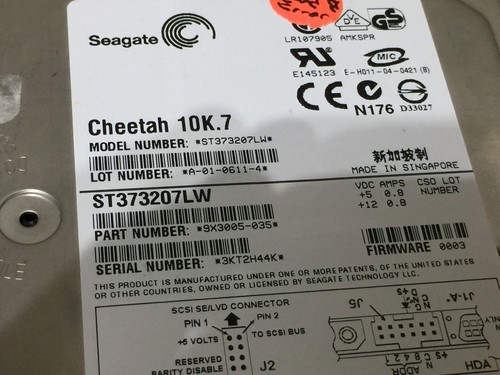 Seagate
LR107905
AMKSPR
E145123
E-H011-04-0421 (B)
MIC
N176
D33027
Cheetah 10K.7
MODEL NUMBER: *ST373207LW*
LOT NUMBER: *A-01-0611-4*
新加坡制
MADE IN SINGAPORE
ST373207LW
VDC AMPS CSO LOT
+5 0.8 NUMBER
+12 0.8
PART NUMBER: *9X3005-035*
SERIAL NUMBER: *3KT2H44K*
FIRMWARE 0003
THIS PRODUCT IS MANUFACTURED UNDER ONE OR MORE PATENTS, OF THE UNITED STATES
OR OTHER COUNTRIES, OWNED OR LICENSED BY SEAGATE TECHNOLOGY LLC.
SCSI SE/LVD CONNECTOR
PIN 1
PIN 2
+5 VOLTS
TO SCSI BUS
RESERVED
PARITY DISABLE
J2
J5
J1-A
ADDR
HDA